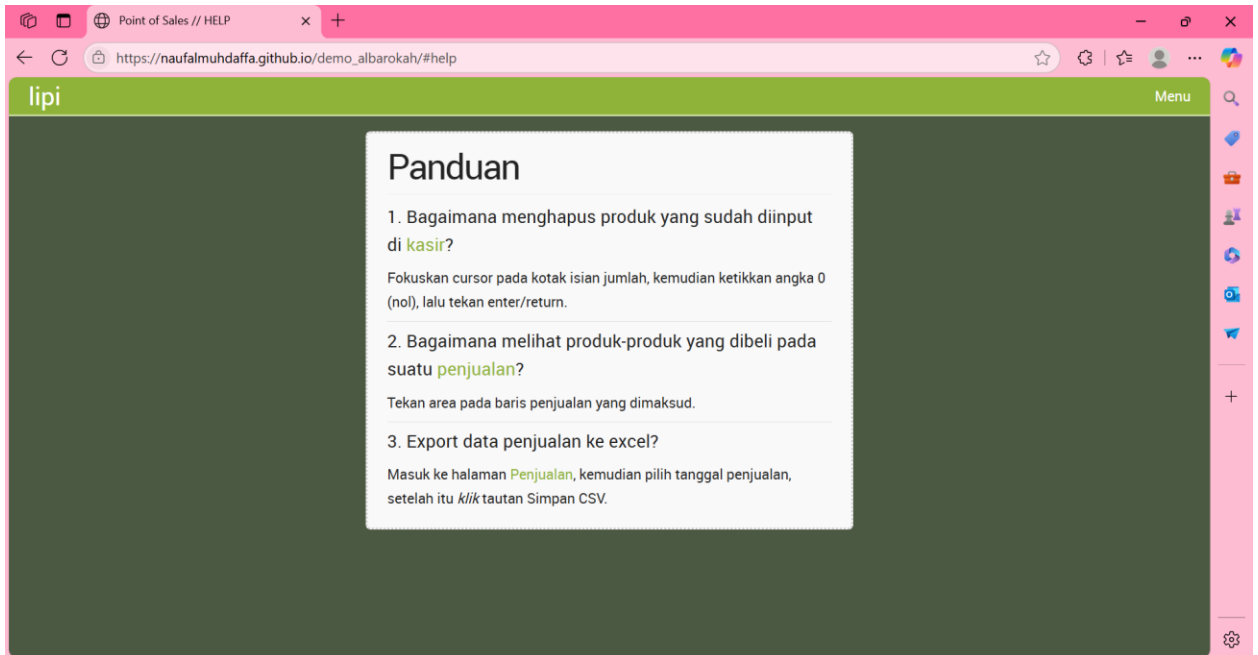 Point of Sales // HELP
https://naufalmuhdaffa.github.io/demo_albarokah/#help
lipi
Menu
Panduan
1. Bagaimana menghapus produk yang sudah diinput
di kasir?
Fokuskan cursor pada kotak isian jumlah, kemudian ketikkan angka 0
(nol), lalu tekan enter/return.
2. Bagaimana melihat produk-produk yang dibeli pada
suatu penjualan?
Tekan area pada baris penjualan yang dimaksud.
3. Export data penjualan ke excel?
Masuk ke halaman Penjualan, kemudian pilih tanggal penjualan,
setelah itu klik tautan Simpan CSV.